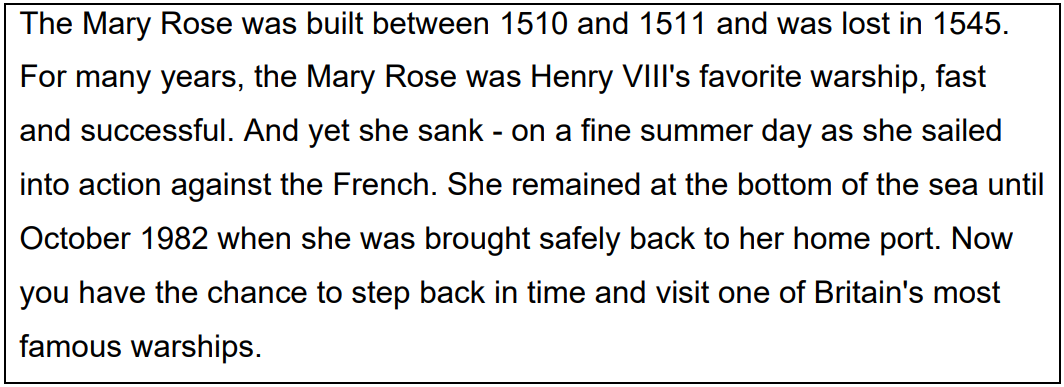 The Mary Rose was built between 1510 and 1511 and was lost in 1545.
For many years, the Mary Rose was Henry VIII's favorite warship, fast
and successful. And yet she sank - on a fine summer day as she sailed
into action against the French. She remained at the bottom of the sea until
October 1982 when she was brought safely back to her home port. Now
you have the chance to step back in time and visit one of Britain's most
famous warships.